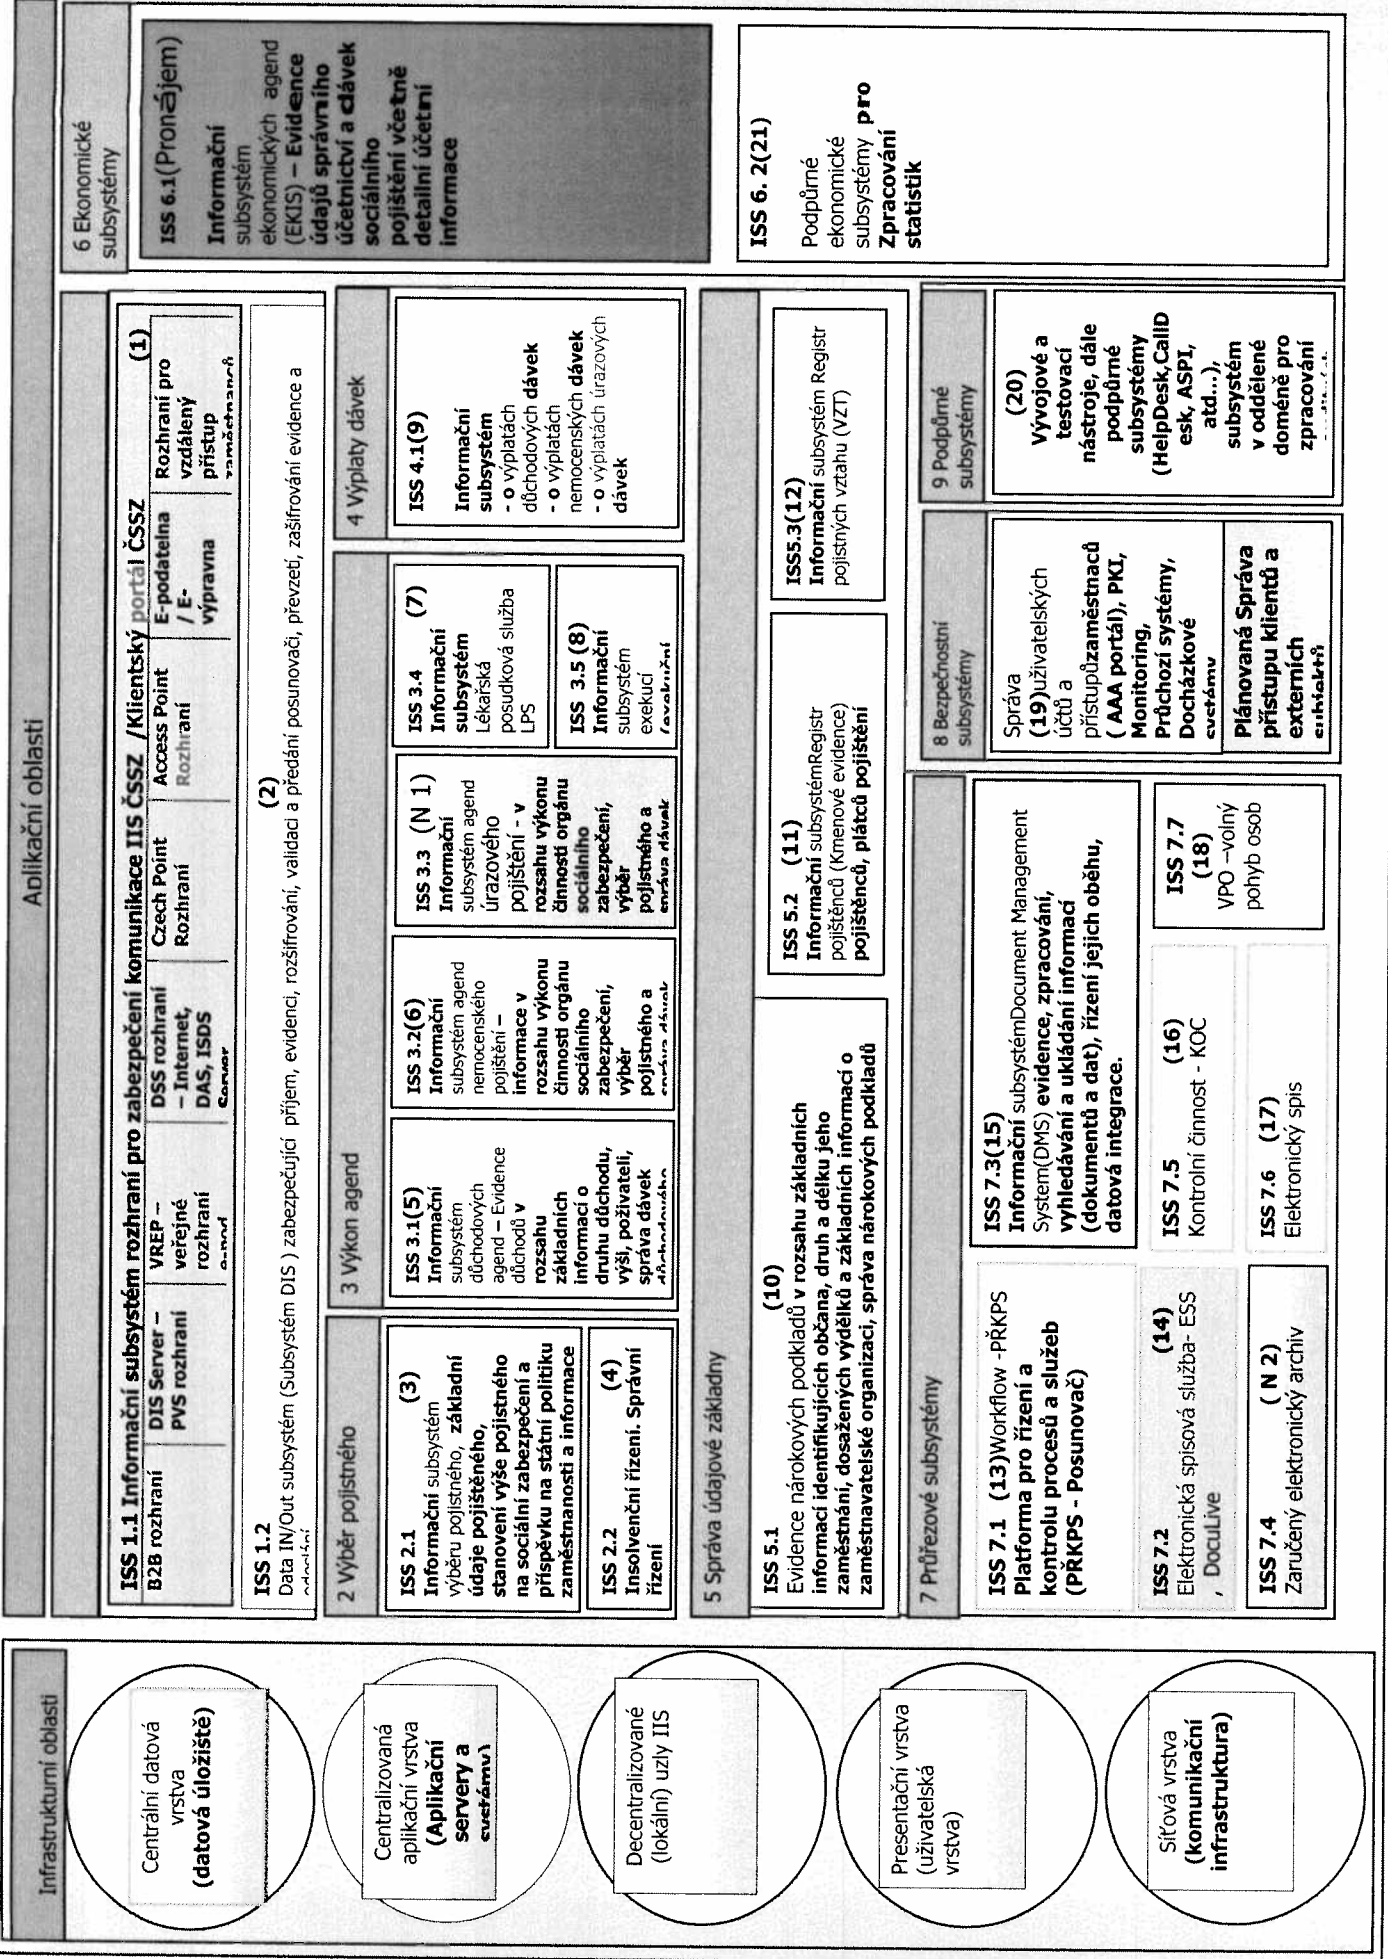 Aplikační oblasti
ISS 1.1 Informační subsystém rozhraní pro zabezpečení komunikace IIS ČSSZ /Klientský portál ČSSZ
(1)
B2B rozhraní
DIS Server –
PVS rozhraní
VREP –
veřejné
rozhraní
DSS rozhraní
– Internet,
DAS, ISDS
Server
Czech Point
Rozhraní
Access Point
Rozhraní
E-podatelna
/ E-
výpravna
Rozhraní pro
vzdálený
přístup
zaměstnanců
ISS 1.2
(2)
Data IN/Out subsystém (Subsystém DIS ) zabezpečující příjem, evidenci, rozšifrování, validaci a předání posunovači, převzetí, zašifrování evidence a
6 Ekonomické
subsystémy
ISS 6.1(Pronájem)
Informační
subsystém
ekonomických agend
(EKIS) – Evidence
údajů správního
účetnictví a dávek
sociálního
pojištění včetně
detailní účetní
informace
ISS 6. 2(21)
Podpůrné
ekonomické
subsystémy pro
Zpracování
statistik
2 Výběr pojistného
ISS 2.1 (3)
Informační subsystém
výběru pojistného, základní
údaje pojištěného,
stanovení výše pojistného
na sociální zabezpečení a
příspěvku na státní politiku
zaměstnanosti a informace
ISS 2.2 (4)
Insolvenční řízení. Správní
řízení
3 Výkon agend
ISS 3.1(5)
Informační
subsystém
důchodových
agend – Evidence
důchodů v
rozsahu
základních
informací o
druhu důchodu,
výši, poživateli,
správa dávek
důchodového
ISS 3.2(6)
Informační
subsystém agend
nemocenského
pojištění –
informace v
rozsahu výkonu
činnosti orgánu
sociálního
zabezpečení,
výběr
pojistného a
správa dávek
ISS 3.3 (N 1)
Informační
subsystém agend
úrazového
pojištění - v
rozsahu výkonu
činnosti orgánu
sociálního
zabezpečení,
výběr
pojistného a
správa dávek
ISS 3.4 (7)
Informační
subsystém
Lékařská
posudková služba
LPS
ISS 3.5 (8)
Informační
subsystém
exekucí
(exekuční
4 Výplaty dávek
ISS 4.1(9)
Informační
subsystém
- o výplatách
důchodových dávek
- o výplatách
nemocenských dávek
- o výplatách úrazových
dávek
5 Správa údajové základny
ISS 5.1 (10)
Evidence nárokových podkladů v rozsahu základních
informací identifikujících občana, druh a délku jeho
zaměstnání, dosažených výdělků a základních informací o
zaměstnavatelské organizaci, správa nárokových podkladů
ISS 5.2 (11)
Informační subsystémRegistr
pojištěnců (Kmenové evidence)
pojištěnců, plátců pojištění
ISS5.3(12)
Informační subsystém Registr
pojistných vztahu (VZT)
7 Průřezové subsystémy
ISS 7.1 (13)Workflow -PŘKPS
Platforma pro řízení a
kontrolu procesů a služeb
(PŘKPS - Posunovač)
ISS 7.3(15)
Informační subsystémDocument Management
System(DMS) evidence, zpracování,
vyhledávání a ukládání informací
(dokumentů a dat), řízení jejich oběhu,
datová integrace.
ISS 7.2 (14)
Elektronická spisová služba- ESS
, DocuLive
ISS 7.5 (16)
Kontrolní činnost - KOC
ISS 7.7
(18)
VPO –volný
pohyb osob
ISS 7.4 ( N 2)
Zaručený elektronický archiv
ISS 7.6 (17)
Elektronický spis
8 Bezpečnostní
subsystémy
Správa
(19)uživatelských
účtů a
přístupůzaměstnaců
( AAA portál), PKI,
Monitoring,
Průchozí systémy,
Docházkové
systémy
Plánovaná Správa
přístupu klientů a
externích
subjektů
9 Podpůrné
subsystémy
(20)
Vývojové a
testovací
nástroje, dále
podpůrné
subsystémy
(HelpDesk,CallD
esk, ASPI,
atd...),
subsystém
v oddělené
doméně pro
zpracování
Infrastrukturní oblasti
Centrální datová
vrstva
(datová úložiště)
Centralizovaná
aplikační vrstva
(Aplikační
servery a
systémy)
Decentralizované
(lokální) uzly IIS
Presentační vrstva
(uživatelská
vrstva)
Síťová vrstva
(komunikační
infrastruktura)